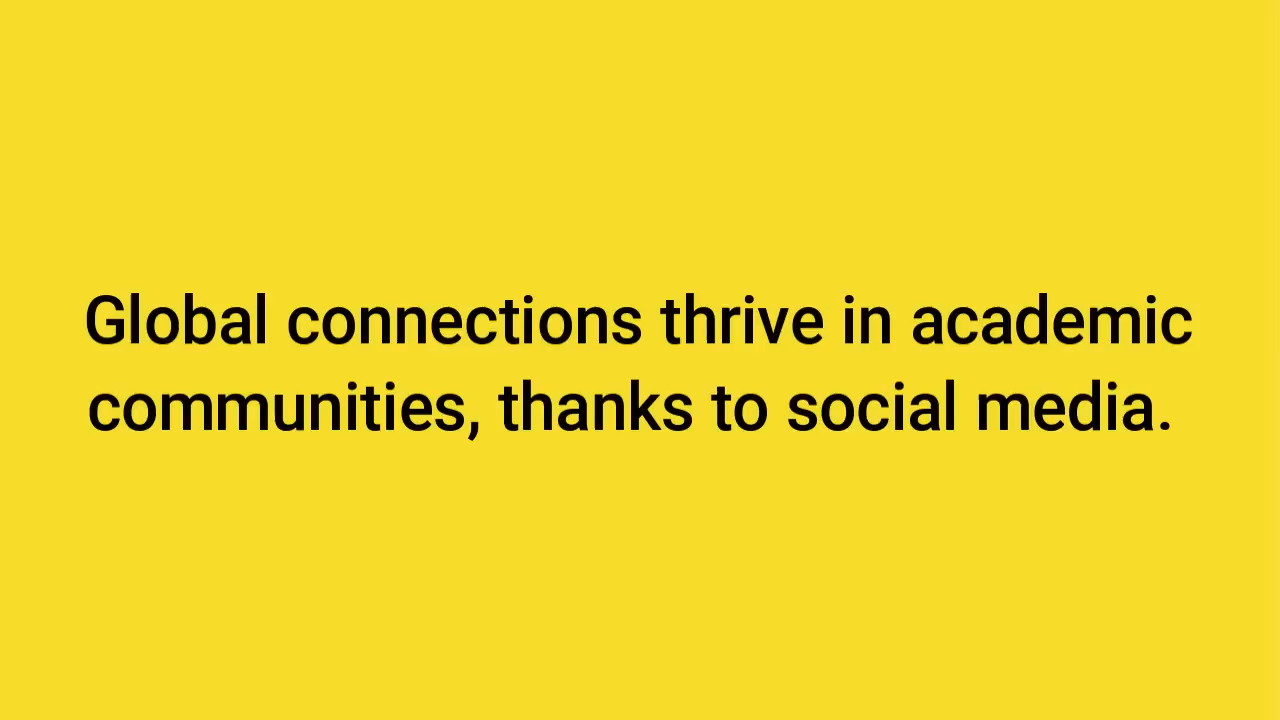 Global connections thrive in academic
communities, thanks to social media.